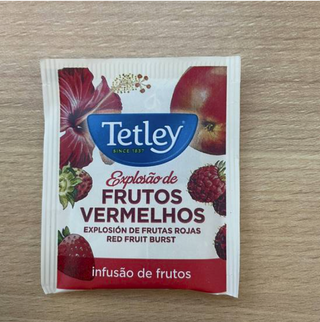 Tetley
SINCE 1837
Explosão de
FRUTOS
VERMELHOS
EXPLOSIÓN DE FRUTAS ROJAS
RED FRUIT BURST
infusão de frutos